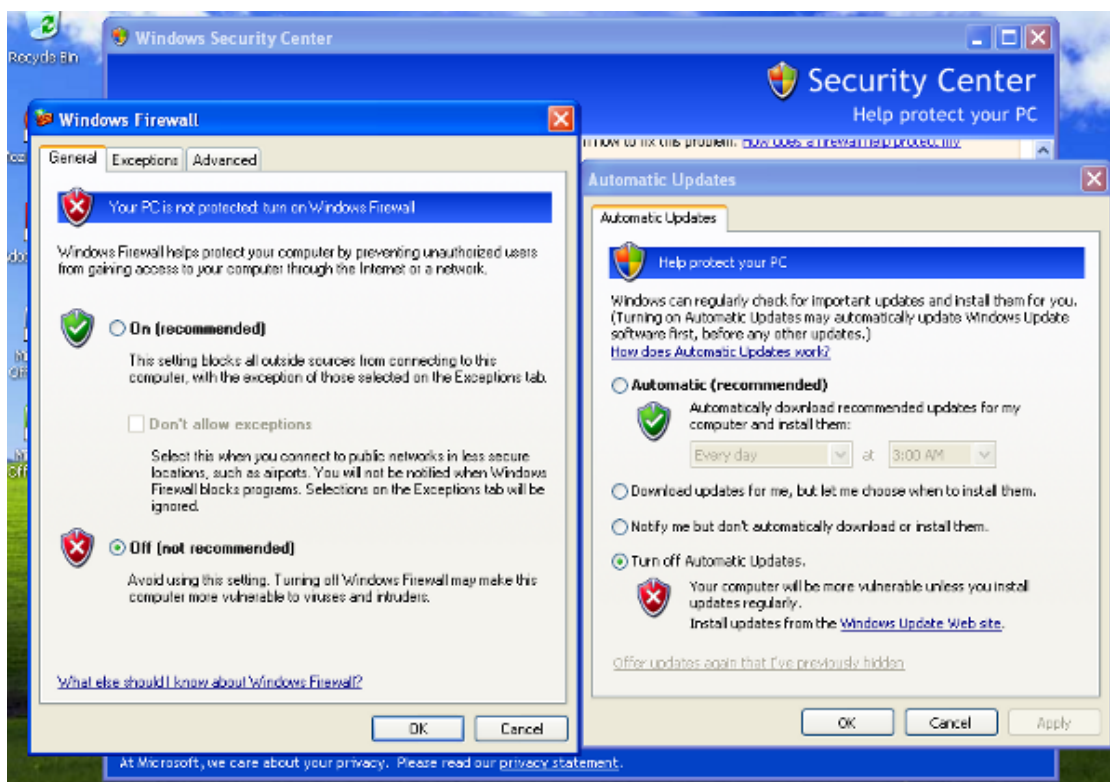 Recycle Bin
Windows Security Center
Security Center
Help protect your PC
Windows Firewall
General
Exceptions
Advanced
Your PC is not protected: turn on Windows Firewall
Windows Firewall helps protect your computer by preventing unauthorized users
from gaining access to your computer through the Internet or a network.
On (recommended)
This setting blocks all outside sources from connecting to this
computer, with the exception of those selected on the Exceptions tab.
Don't allow exceptions
Select this when you connect to public networks in less secure
locations, such as airports. You will not be notified when Windows
Firewall blocks programs. Selections on the Exceptions tab will be
ignored.
Off (not recommended)
Avoid using this setting. Turning off Windows Firewall may make this
computer more vulnerable to viruses and intruders.
What else should I know about Windows Firewall?
OK
Cancel
how to fix this problem. How does a firewall help protect my
Automatic Updates
Automatic Updates
Help protect your PC
Windows can regularly check for important updates and install them for you.
(Turning on Automatic Updates may automatically update Windows Update
software first, before any other updates.)
How does Automatic Updates work?
Automatic (recommended)
Automatically download recommended updates for my
computer and install them:
Every day at 3:00 AM
Download updates for me, but let me choose when to install them.
Notify me but don't automatically download or install them.
Turn off Automatic Updates.
Your computer will be more vulnerable unless you install
updates regularly.
Install updates from the Windows Update Web site.
Offer updates again that I've previously hidden
OK
Cancel
Apply
At Microsoft, we care about your privacy. Please read our privacy statement.